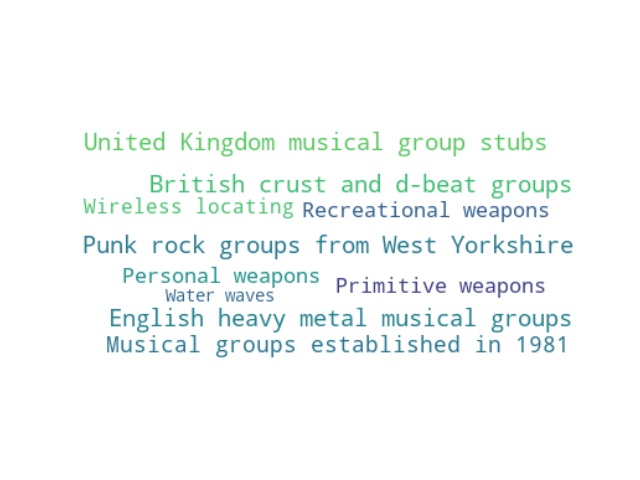 United Kingdom musical group stubs
British crust and d-beat groups
Wireless locating
Recreational weapons
Punk rock groups from West Yorkshire
Personal weapons
Primitive weapons
Water waves
English heavy metal musical groups
Musical groups established in 1981